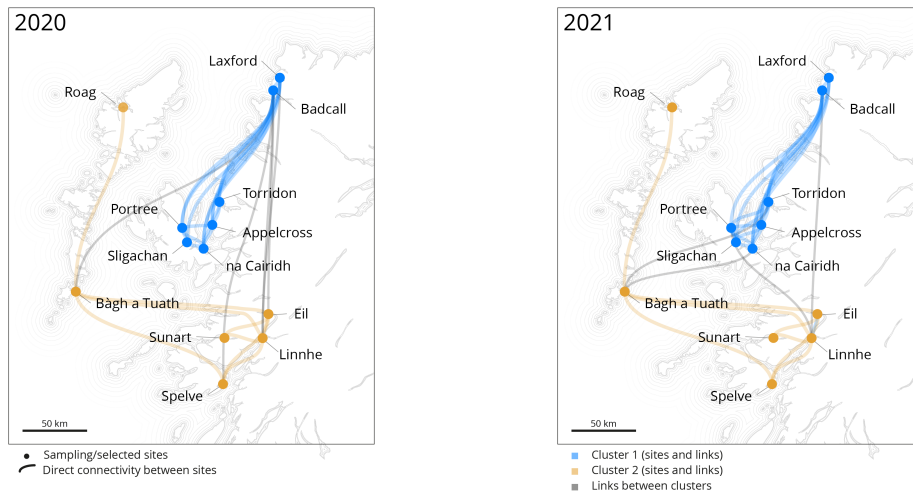 2020
Laxford
Roag
Badcall
Torridon
Portree
Appelcross
Sligachan
na Cairidh
Bàgh a Tuath
Eil
Sunart
Linnhe
Spelve
50 km
Sampling/selected sites
Direct connectivity between sites
2021
Laxford
Roag
Badcall
Torridon
Portree
Appelcross
Sligachan
na Cairidh
Bàgh a Tuath
Eil
Sunart
Linnhe
Spelve
50 km
Cluster 1 (sites and links)
Cluster 2 (sites and links)
Links between clusters